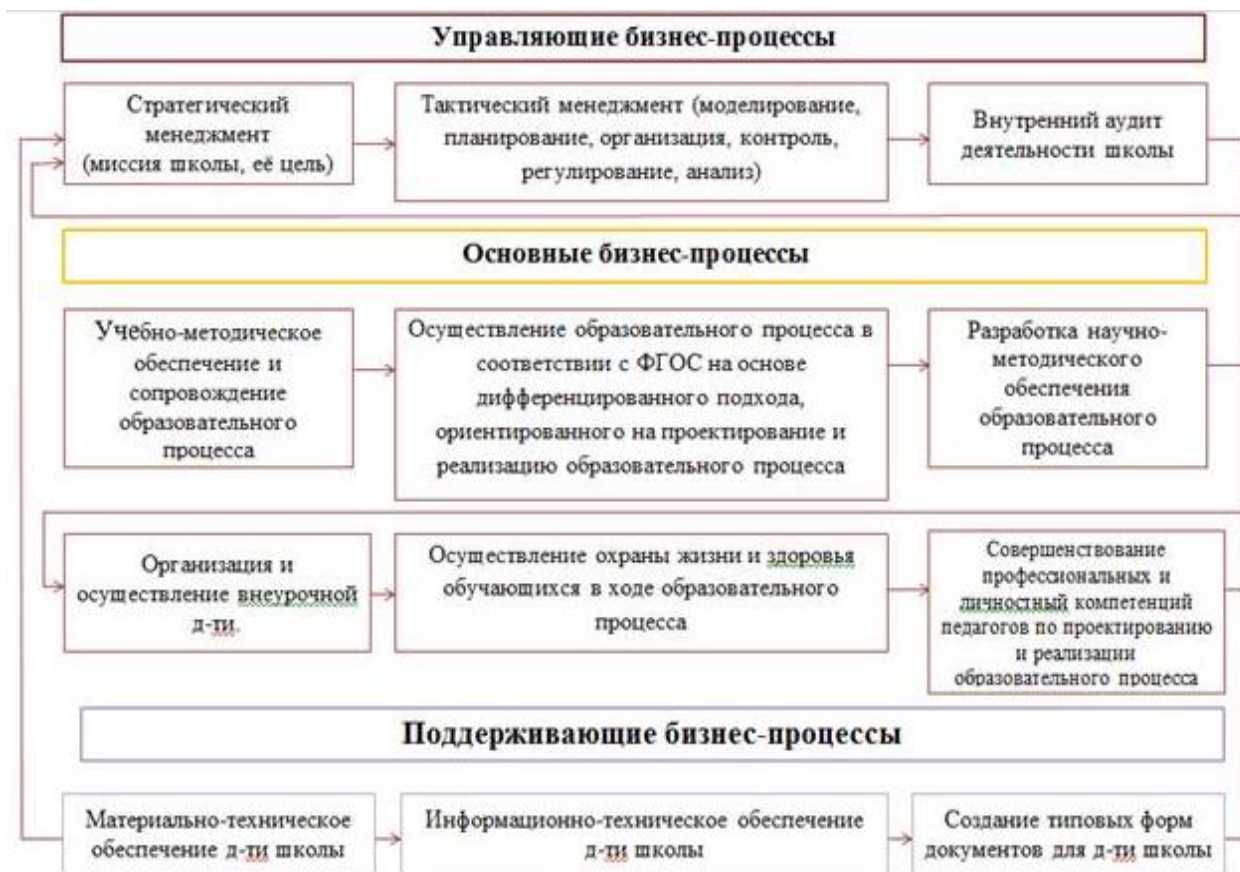 Управляющие бизнес-процессы
Стратегический
менеджмент
(миссия школы, её цель)
Тактический менеджмент (моделирование,
планирование, организация, контроль,
регулирование, анализ)
Внутренний аудит
деятельности школы
Основные бизнес-процессы
Учебно-методическое
обеспечение и
сопровождение
образовательного
процесса
Осуществление образовательного процесса в
соответствии с ФГОС на основе
дифференцированного подхода,
ориентированного на проектирование и
реализацию образовательного процесса
Разработка научно-
методического
обеспечения
образовательного
процесса
Организация и
осуществление внеурочной
д-ти.
Осуществление охраны жизни и здоровья
обучающихся в ходе образовательного
процесса
Совершенствование
профессиональных и
личностный компетенций
педагогов по проектированию
и реализации
образовательного процесса
Поддерживающие бизнес-процессы
Материально-техническое
обеспечение д-ти школы
Информационно-техническое обеспечение
д-ти школы
Создание типовых форм
документов для д-ти школы